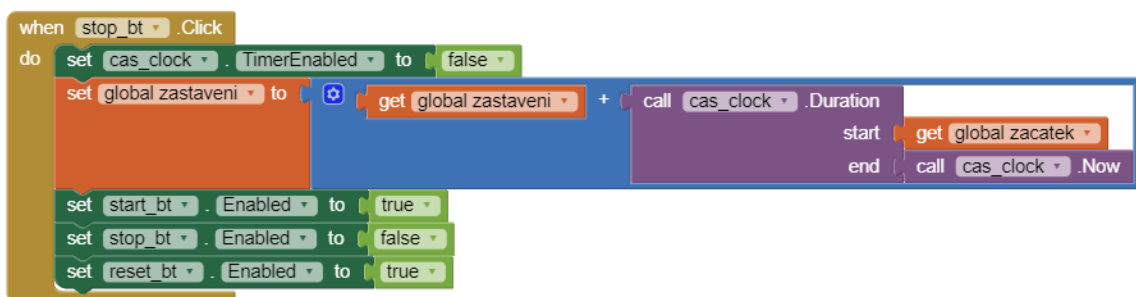 when stop_bt .Click
do set cas_clock . TimerEnabled to false
set global zastaveni to get global zastaveni + call cas_clock .Duration
start get global zacatek
end call cas_clock .Now
set start_bt . Enabled to true
set stop_bt . Enabled to false
set reset_bt . Enabled to true